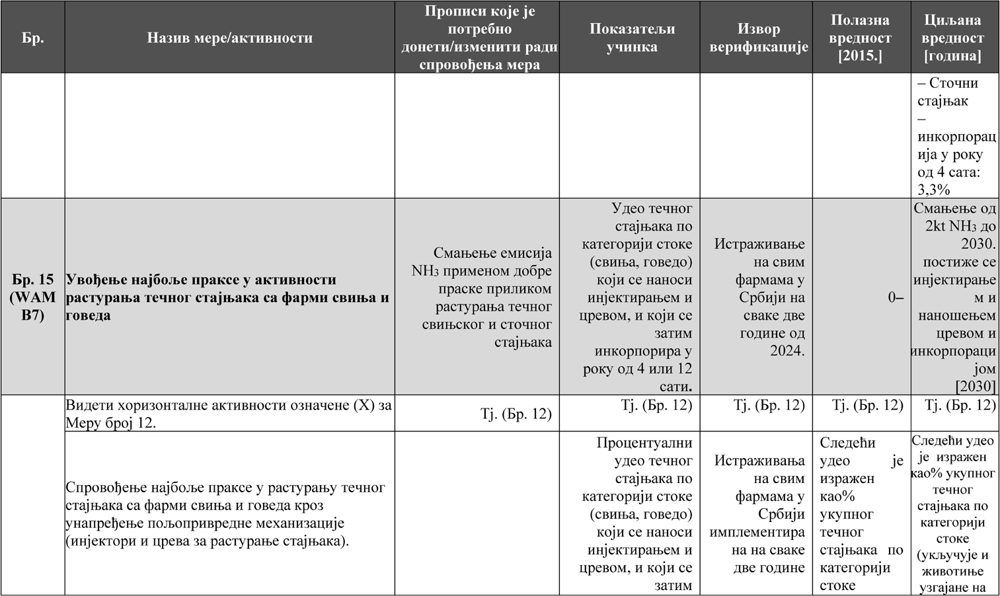 Бр.
Назив мере/активности
Прописи које је
потребно
донети/изменити ради
спровођења мера
Показатељи
учинка
Извор
верификације
Полазна
вредност
[2015.]
Циљана
вредност
[година]
– Сточни
стајњак
–
инкорпорац
ија у року
од 4 сата:
3,3%
Бр. 15
(WAM
B7)
Увођење најбоље праксе у активности
растурања течног стајњака са фарми свиња и
говеда
Смањење емисија
NH3 применом добре
праске приликом
растурања течног
свињског и сточног
стајњака
Удео течног
стајњака по
категорији стоке
(свиња, говедо)
који се наноси
инјектирањем и
цревом, и који се
затим
инкорпорира у
року од 4 или 12
сати.
Истраживање
на свим
фармама у
Србији на
сваке две
године од
2024.
0–
Смањење од
2kt NH3 до
2030.
постиже се
инјектирање
м и
наношењем
цревом и
инкорпораци
јом
[2030]
Видети хоризонталне активности означене (X) за
Меру број 12.
Тј. (Бр. 12)
Тј. (Бр. 12)
Тј. (Бр. 12)
Тј. (Бр. 12)
Тј. (Бр. 12)
Спровођење најбоље праксе у растурању течног
стајњака са фарми свиња и говеда кроз
унапређење пољопривредне механизације
(инјектори и црева за растурање стајњака).
Процентуални
удео течног
стајњака по
категорији стоке
(свиња, говедо)
који се наноси
инјектирањем и
цревом, и који се
затим
Истраживања
на свим
фармама у
Србији
имплементира
на на сваке
две године
Следећи
удео је
изражен
као%
укупног
течног
стајњака по
категорији
стоке
Следећи удео
је изражен
као% укупног
течног
стајњака по
категорији
стоке
(укључује и
животиње
узгајане на